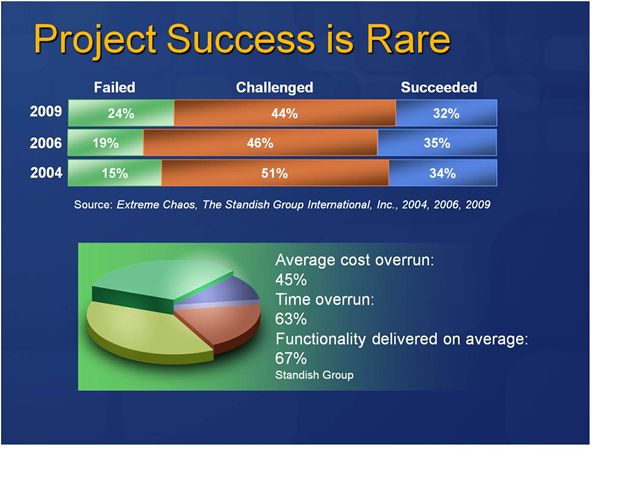 Project Success is Rare
Failed Challenged Succeeded
2009 24% 44% 32%
2006 19% 46% 35%
2004 15% 51% 34%
Source: Extreme Chaos, The Standish Group International, Inc., 2004, 2006, 2009
Average cost overrun:
45%
Time overrun:
63%
Functionality delivered on average:
67%
Standish Group